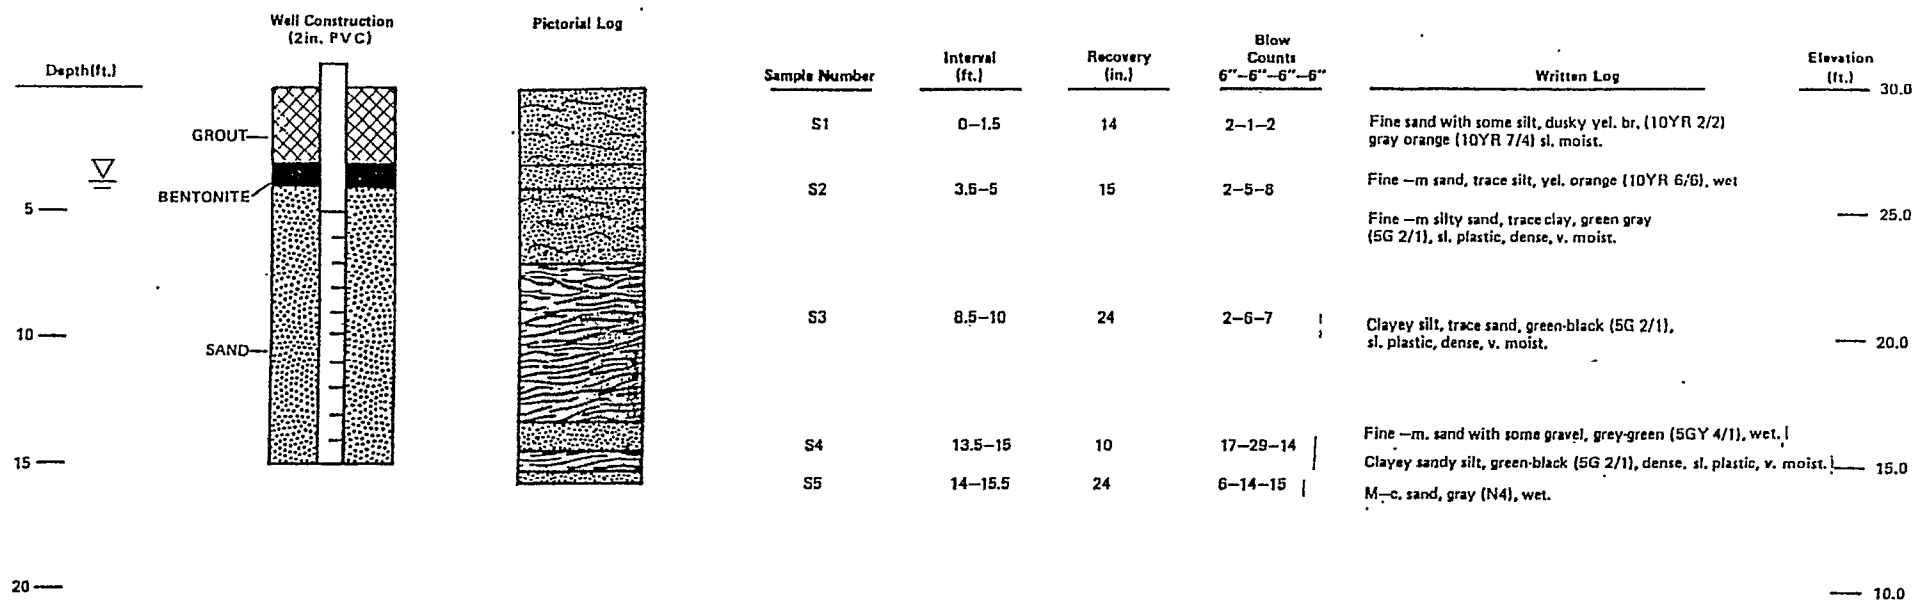 Well Construction
(2in. PVC)
Pictorial Log
Depth(ft.)
Sample Number
Interval
(ft.)
Recovery
(in.)
Blow
Counts
6"–6"–6"–6"
Written Log
Elevation
(ft.)
30.0
GROUT
BENTONITE
SAND
5
10
15
20
S1 0–1.5 14 2–1–2
Fine sand with some silt, dusky yel. br. (10YR 2/2)
gray orange (10YR 7/4) sl. moist.
S2 3.5–5 15 2–5–8
Fine –m sand, trace silt, yel. orange (10YR 6/6), wet
Fine –m silty sand, trace clay, green gray
(5G 2/1), sl. plastic, dense, v. moist.
25.0
S3 8.5–10 24 2–6–7
Clayey silt, trace sand, green-black (5G 2/1),
sl. plastic, dense, v. moist.
20.0
S4 13.5–15 10 17–29–14
Fine –m. sand with some gravel, grey-green (5GY 4/1), wet.
Clayey sandy silt, green-black (5G 2/1), dense, sl. plastic, v. moist.
15.0
S5 14–15.5 24 6–14–15
M–c. sand, gray (N4), wet.
10.0